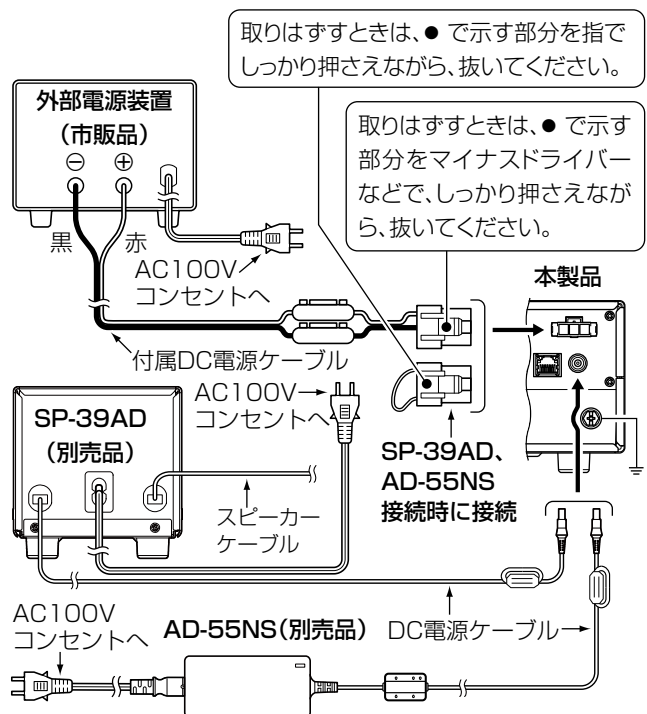 取りはずすときは、● で示す部分を指で
しっかり押さえながら、抜いてください。
外部電源装置
（市販品）
⊖ ⊕
取りはずすときは、● で示す
部分をマイナスドライバー
などで、しっかり押さえなが
ら、抜いてください。
黒 赤
AC100V
コンセントへ
本製品
付属DC電源ケーブル
AC100V
コンセントへ
SP-39AD
（別売品）
SP-39AD、
AD-55NS
接続時に接続
スピーカー
ケーブル
AC100V
コンセントへ
AD-55NS（別売品）
DC電源ケーブル